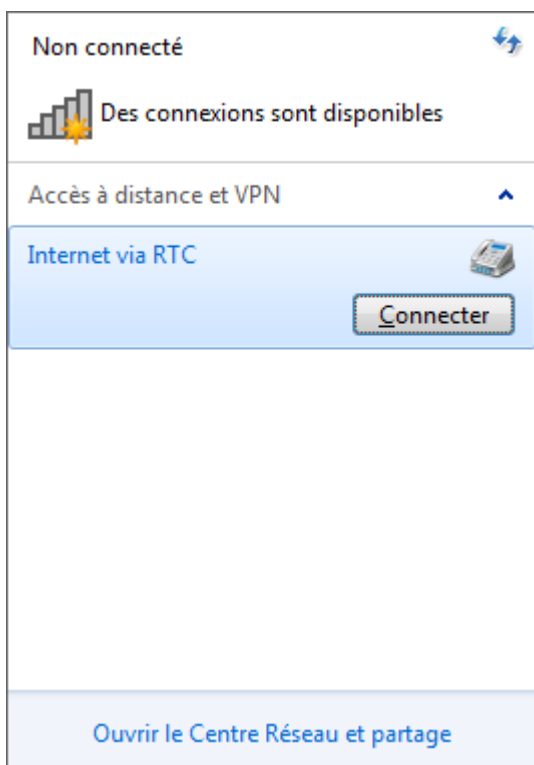 Non connecté
Des connexions sont disponibles
Accès à distance et VPN
Internet via RTC
Connecter
Ouvrir le Centre Réseau et partage